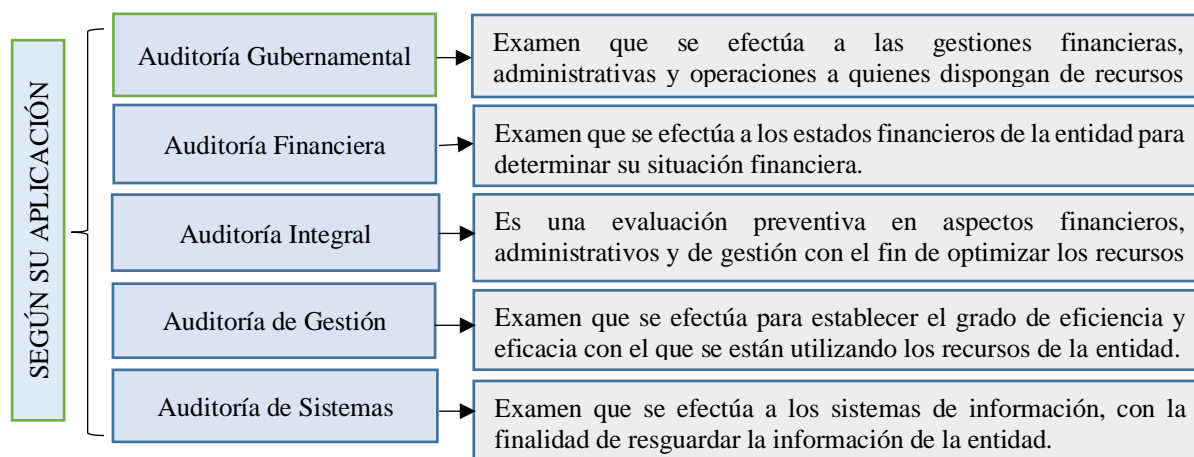 SEGÚN SU APLICACIÓN
Auditoría Gubernamental
Examen que se efectúa a las gestiones financieras,
administrativas y operaciones a quienes dispongan de recursos
Auditoría Financiera
Examen que se efectúa a los estados financieros de la entidad para
determinar su situación financiera.
Auditoría Integral
Es una evaluación preventiva en aspectos financieros,
administrativos y de gestión con el fin de optimizar los recursos
Auditoría de Gestión
Examen que se efectúa para establecer el grado de eficiencia y
eficacia con el que se están utilizando los recursos de la entidad.
Auditoría de Sistemas
Examen que se efectúa a los sistemas de información, con la
finalidad de resguardar la información de la entidad.